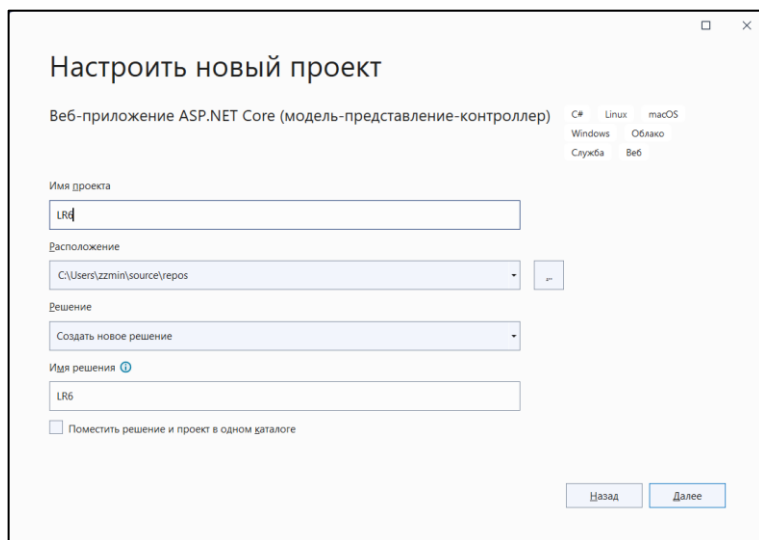 Настроить новый проект
Веб-приложение ASP.NET Core (модель-представление-контроллер)
C# Linux macOS
Windows Облако
Служба Веб
Имя проекта
LR6
Расположение
C:\Users\zzmin\source\repos
...
Решение
Создать новое решение
Имя решения
LR6
Поместить решение и проект в одном каталоге
Назад Далее